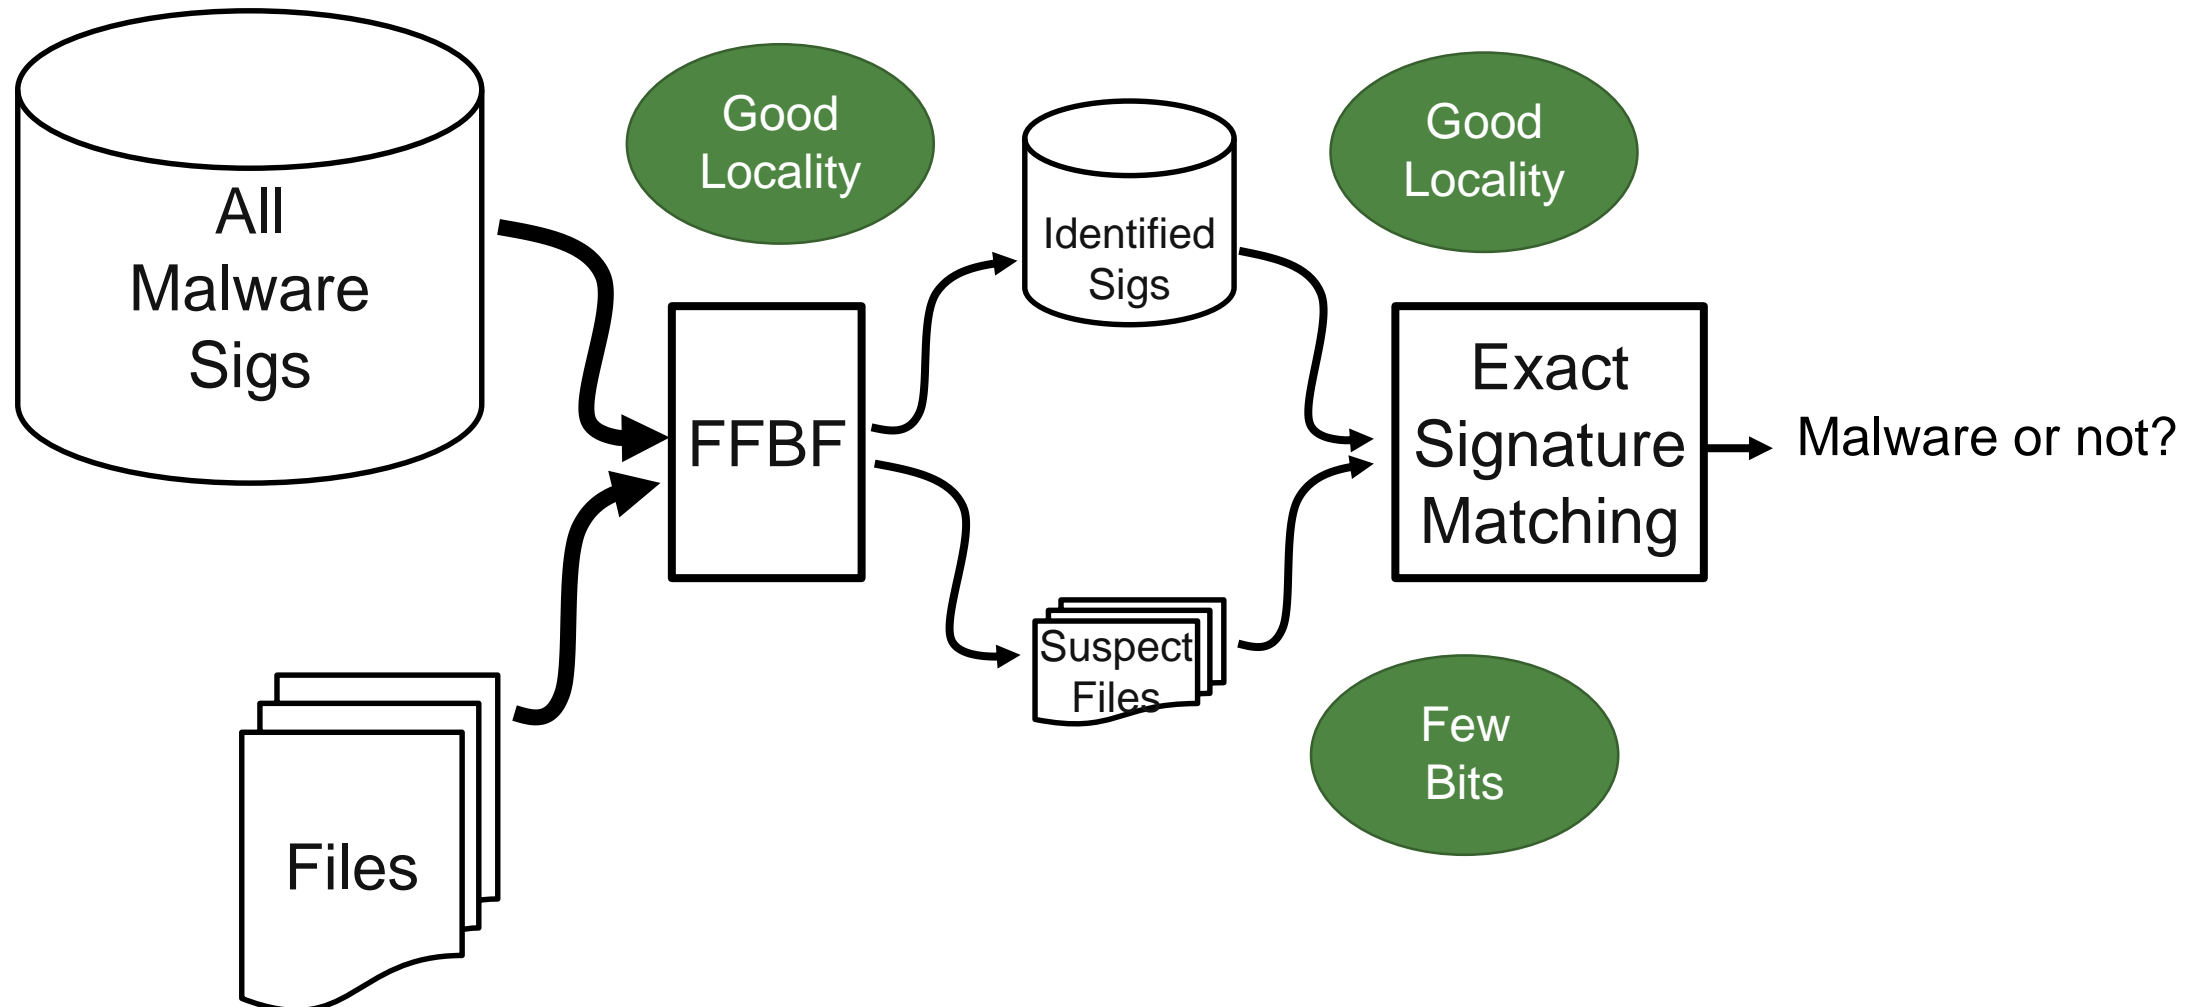 All
Malware
Sigs
Good
Locality
FFBF
Files
Identified
Sigs
Suspect
Files
Good
Locality
Exact
Signature
Matching
Few
Bits
Malware or not?